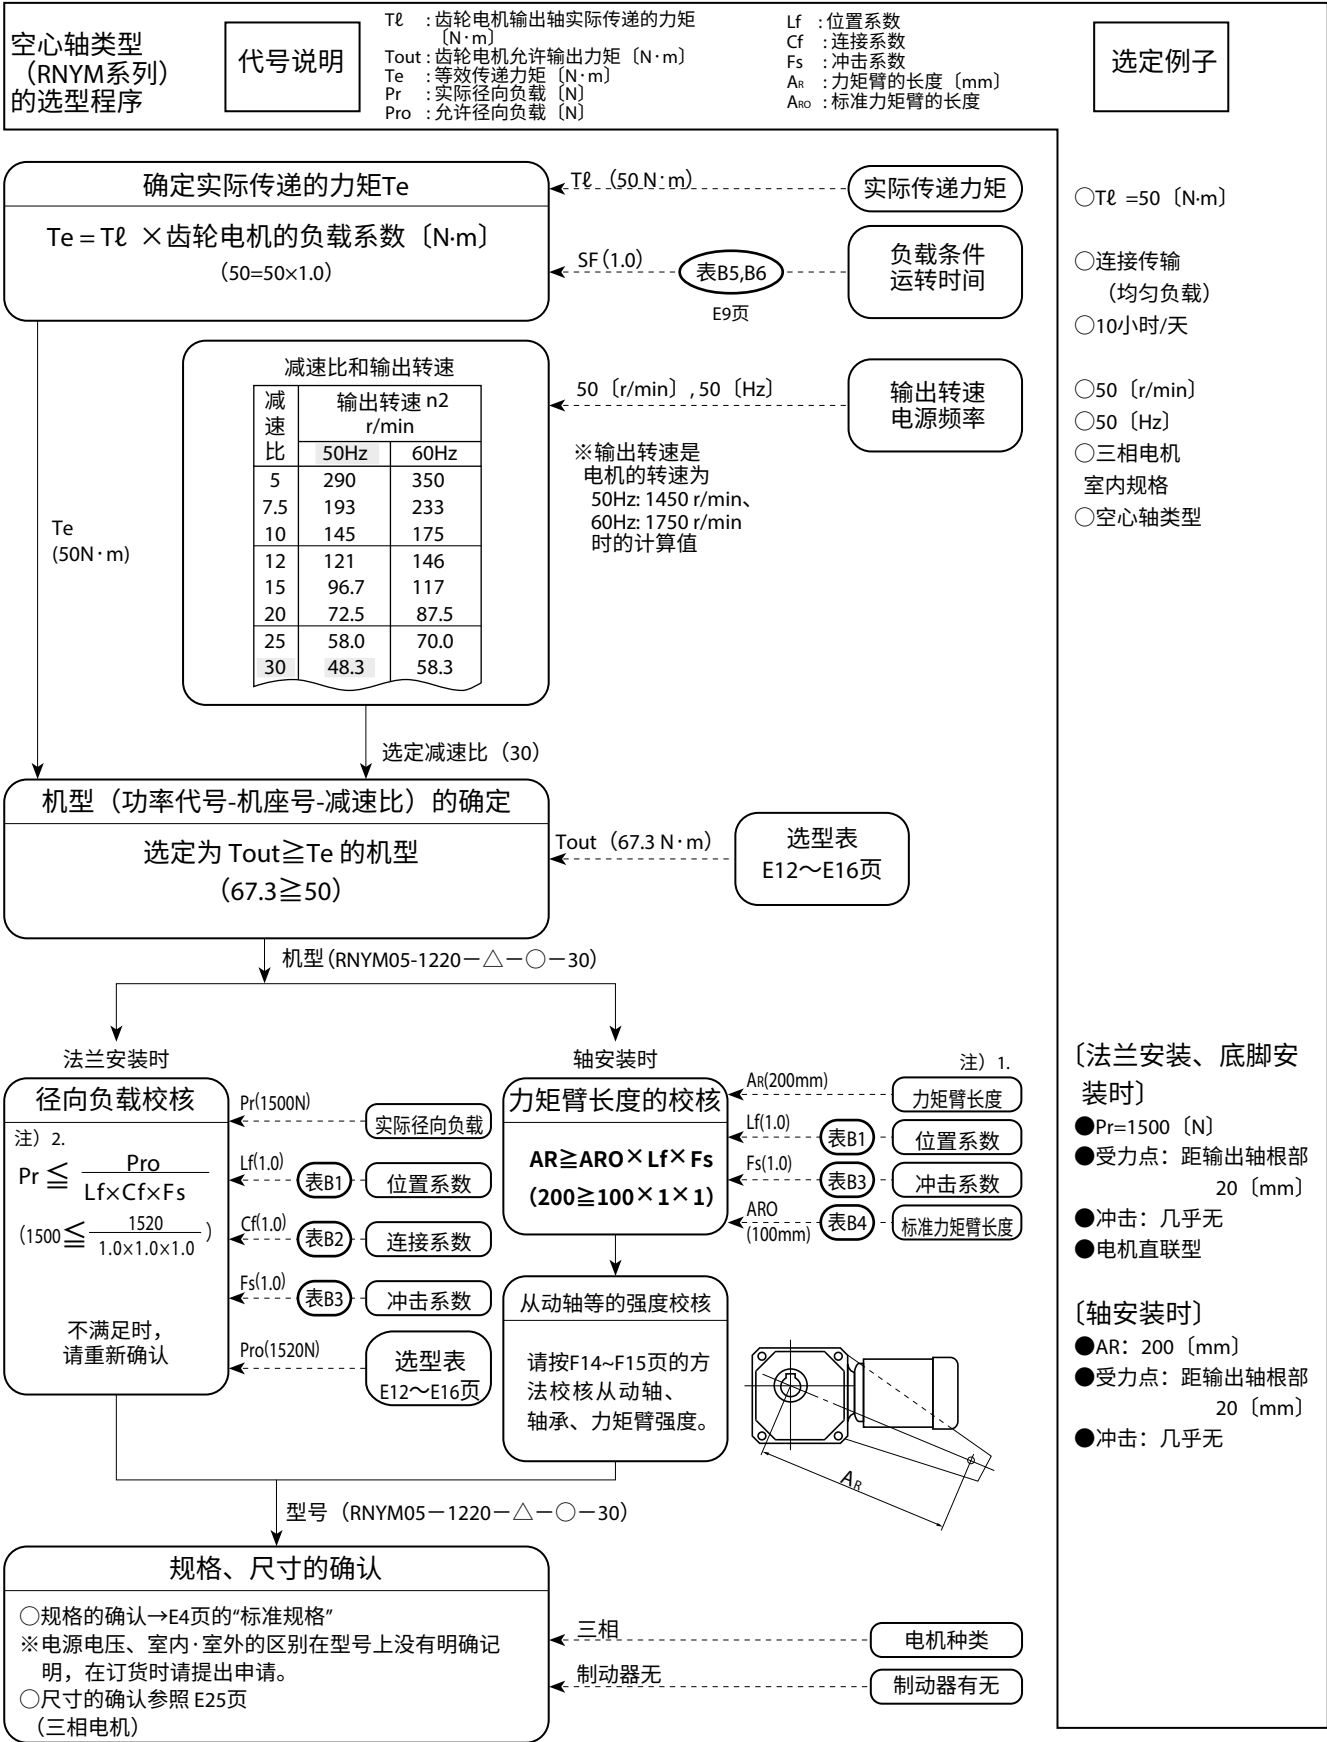 空心轴类型
（RNYM系列）
的选型程序
代号说明
Tℓ ：齿轮电机输出轴实际传递的力矩
〔N·m〕
Tout：齿轮电机允许输出力矩〔N·m〕
Te ：等效传递力矩〔N·m〕
Pr ：实际径向负载〔N〕
Pro ：允许径向负载〔N〕
Lf ：位置系数
Cf ：连接系数
Fs ：冲击系数
AR ：力矩臂的长度〔mm〕
ARO ：标准力矩臂的长度
选定例子
确定实际传递的力矩Te
Te = Tℓ ×齿轮电机的负载系数〔N·m〕
（50=50×1.0）
Tℓ （50 N·m）
实际传递力矩
SF（1.0）
表B5,B6
E9页
负载条件
运转时间
减速比和输出转速
减速比 输出转速 n2
r/min
50Hz 60Hz
5 290 350
7.5 193 233
10 145 175
12 121 146
15 96.7 117
20 72.5 87.5
25 58.0 70.0
30 48.3 58.3
50〔r/min〕, 50〔Hz〕
输出转速
电源频率
※输出转速是
电机的转速为
50Hz: 1450 r/min、
60Hz: 1750 r/min
时的计算值
Te
(50N·m)
选定减速比（30）
机型（功率代号-机座号-减速比）的确定
选定为 Tout≧Te 的机型
（67.3≧50）
Tout（67.3 N·m）
选型表
E12～E16页
机型(RNYM05-1220－△－○－30）
法兰安装时
径向负载校核
注）2.
Pr ≦ Pro
Lf×Cf×Fs
（1500≦ 1520
1.0×1.0×1.0 ）
不满足时，
请重新确认
Pr(1500N)
实际径向负载
Lf(1.0)
表B1
位置系数
Cf(1.0)
表B2
连接系数
Fs(1.0)
表B3
冲击系数
Pro(1520N)
选型表
E12～E16页
轴安装时
注）1.
力矩臂长度的校核
AR≧ARO×Lf×Fs
（200≧100×1×1）
AR(200mm)
力矩臂长度
Lf(1.0)
表B1
位置系数
Fs(1.0)
表B3
冲击系数
ARO
(100mm)
表B4
标准力矩臂长度
从动轴等的强度校核
请按F14~F15页的方
法校核从动轴、
轴承、力矩臂强度。
AR
型号（RNYM05－1220－△－○－30）
规格、尺寸的确认
○规格的确认→E4页的“标准规格”
※电源电压、室内·室外的区别在型号上没有明确记
明，在订货时请提出申请。
○尺寸的确认参照 E25页
（三相电机）
三相
电机种类
制动器无
制动器有无
○Tℓ =50〔N·m〕
○连接传输
（均匀负载）
○10小时/天
○50〔r/min〕
○50〔Hz〕
○三相电机
室内规格
○空心轴类型
〔法兰安装、底脚安
装时〕
●Pr=1500〔N〕
●受力点：距输出轴根部
20〔mm〕
●冲击：几乎无
●电机直联型
〔轴安装时〕
●AR：200〔mm〕
●受力点：距输出轴根部
20〔mm〕
●冲击：几乎无